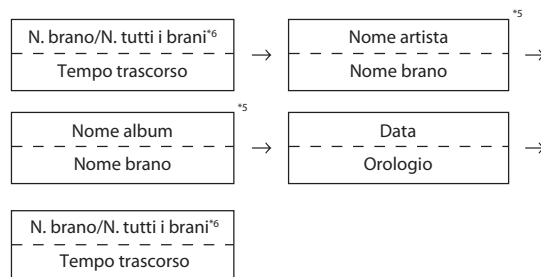 N. brano/N. tutti i brani*6
Tempo trascorso
*5
Nome artista
Nome brano
*5
Nome album
Nome brano
Data
Orologio
N. brano/N. tutti i brani*6
Tempo trascorso